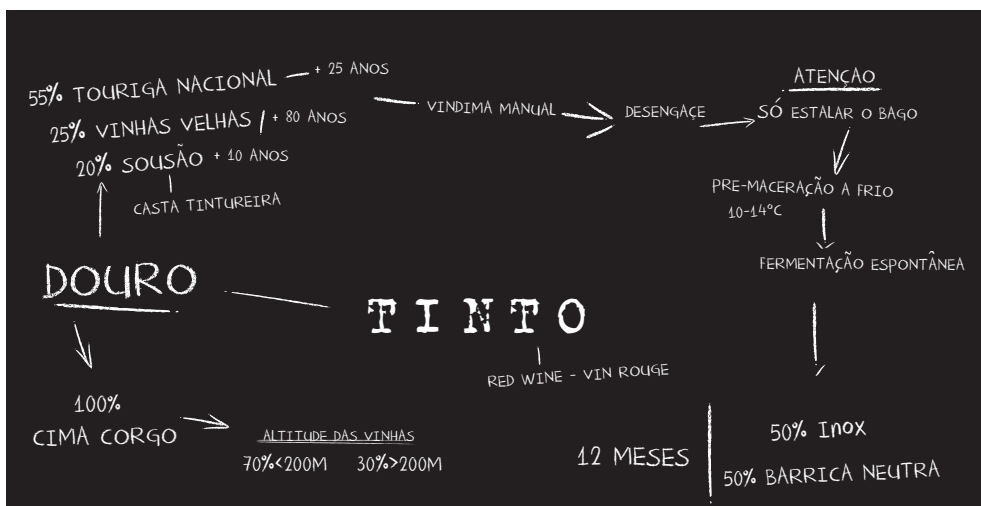 55% TOURIGA NACIONAL + 25 ANOS
25% VINHAS VELHAS + 80 ANOS
20% SOUSÃO + 10 ANOS
CASTA TINTUREIRA
VINDIMA MANUAL
DESENGAÇE
ATENÇAO
SÓ ESTALAR O BAGO
PRE-MACERAÇÃO A FRIO
10-14ºC
FERMENTAÇÃO ESPONTÂNEA
DOURO
TINTO
RED WINE - VIN ROUGE
100%
CIMA CORGO
ALTITUDE DAS VINHAS
70%<200M 30%>200M
12 MESES
50% Inox
50% BARRICA NEUTRA